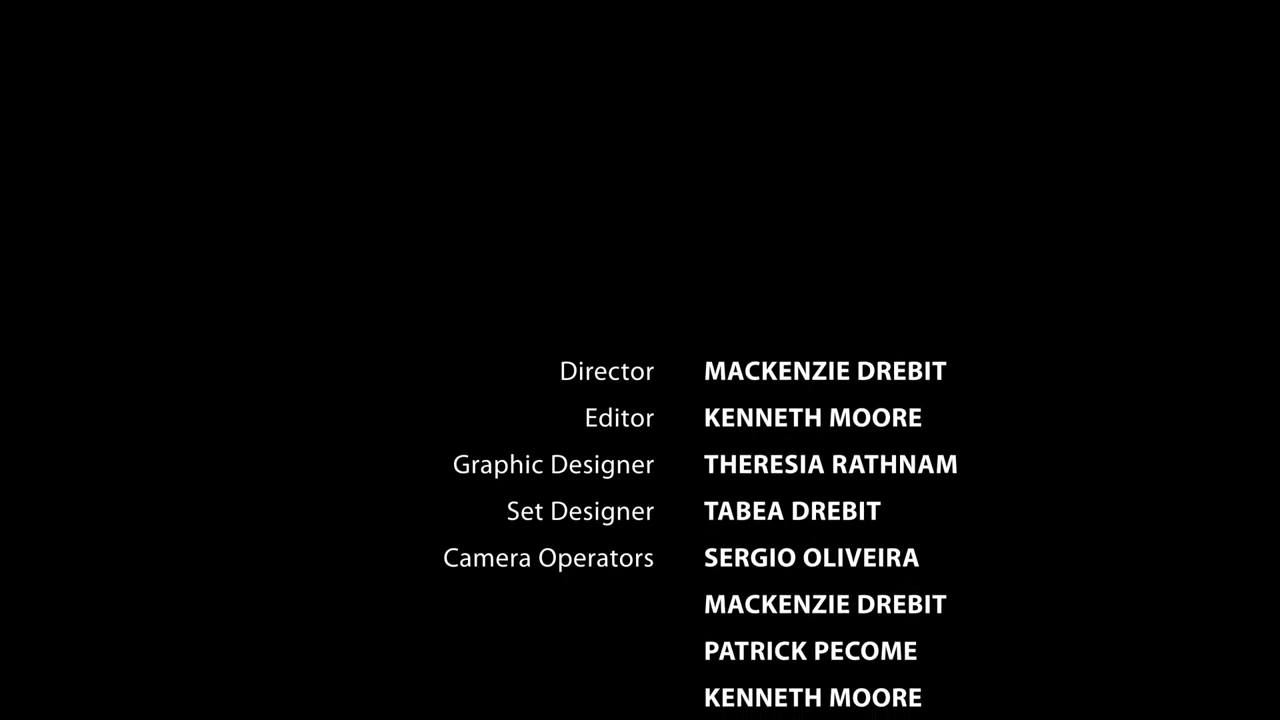 Director MACKENZIE DREBIT
Editor KENNETH MOORE
Graphic Designer THERESIA RATHNAM
Set Designer TABEA DREBIT
Camera Operators SERGIO OLIVEIRA
MACKENZIE DREBIT
PATRICK PECOME
KENNETH MOORE